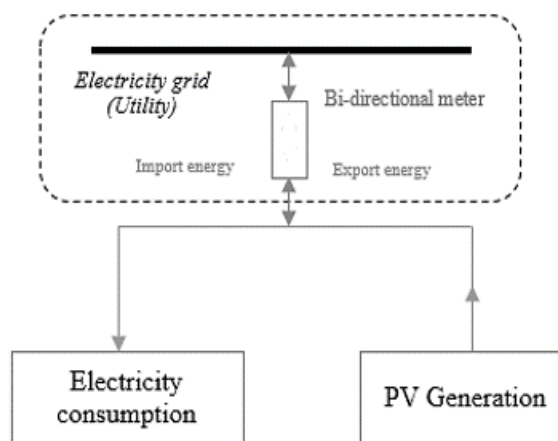 Electricity grid
(Utility)
Bi-directional meter
Import energy
Export energy
Electricity
consumption
PV Generation